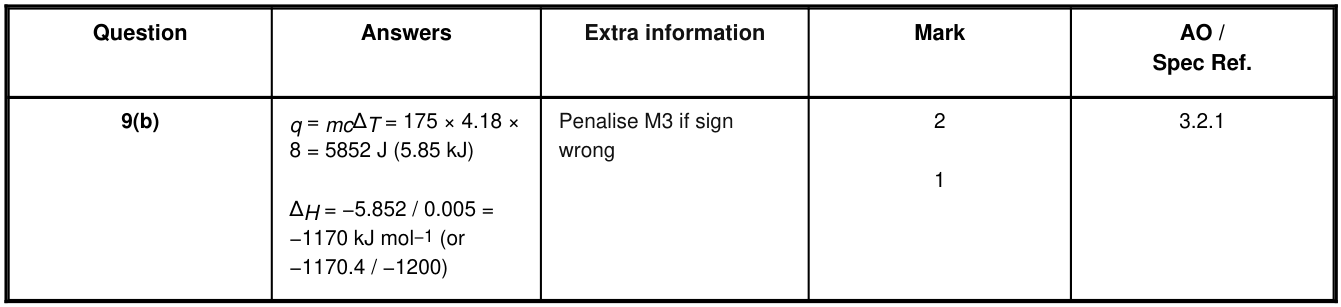 Question Answers Extra information Mark AO /
Spec Ref.
9(b) q = mcΔT = 175 × 4.18 × Penalise M3 if sign 2 3.2.1
8 = 5852 J (5.85 kJ) wrong
1
ΔH = −5.852 / 0.005 =
−1170 kJ mol−1 (or
−1170.4 / −1200)